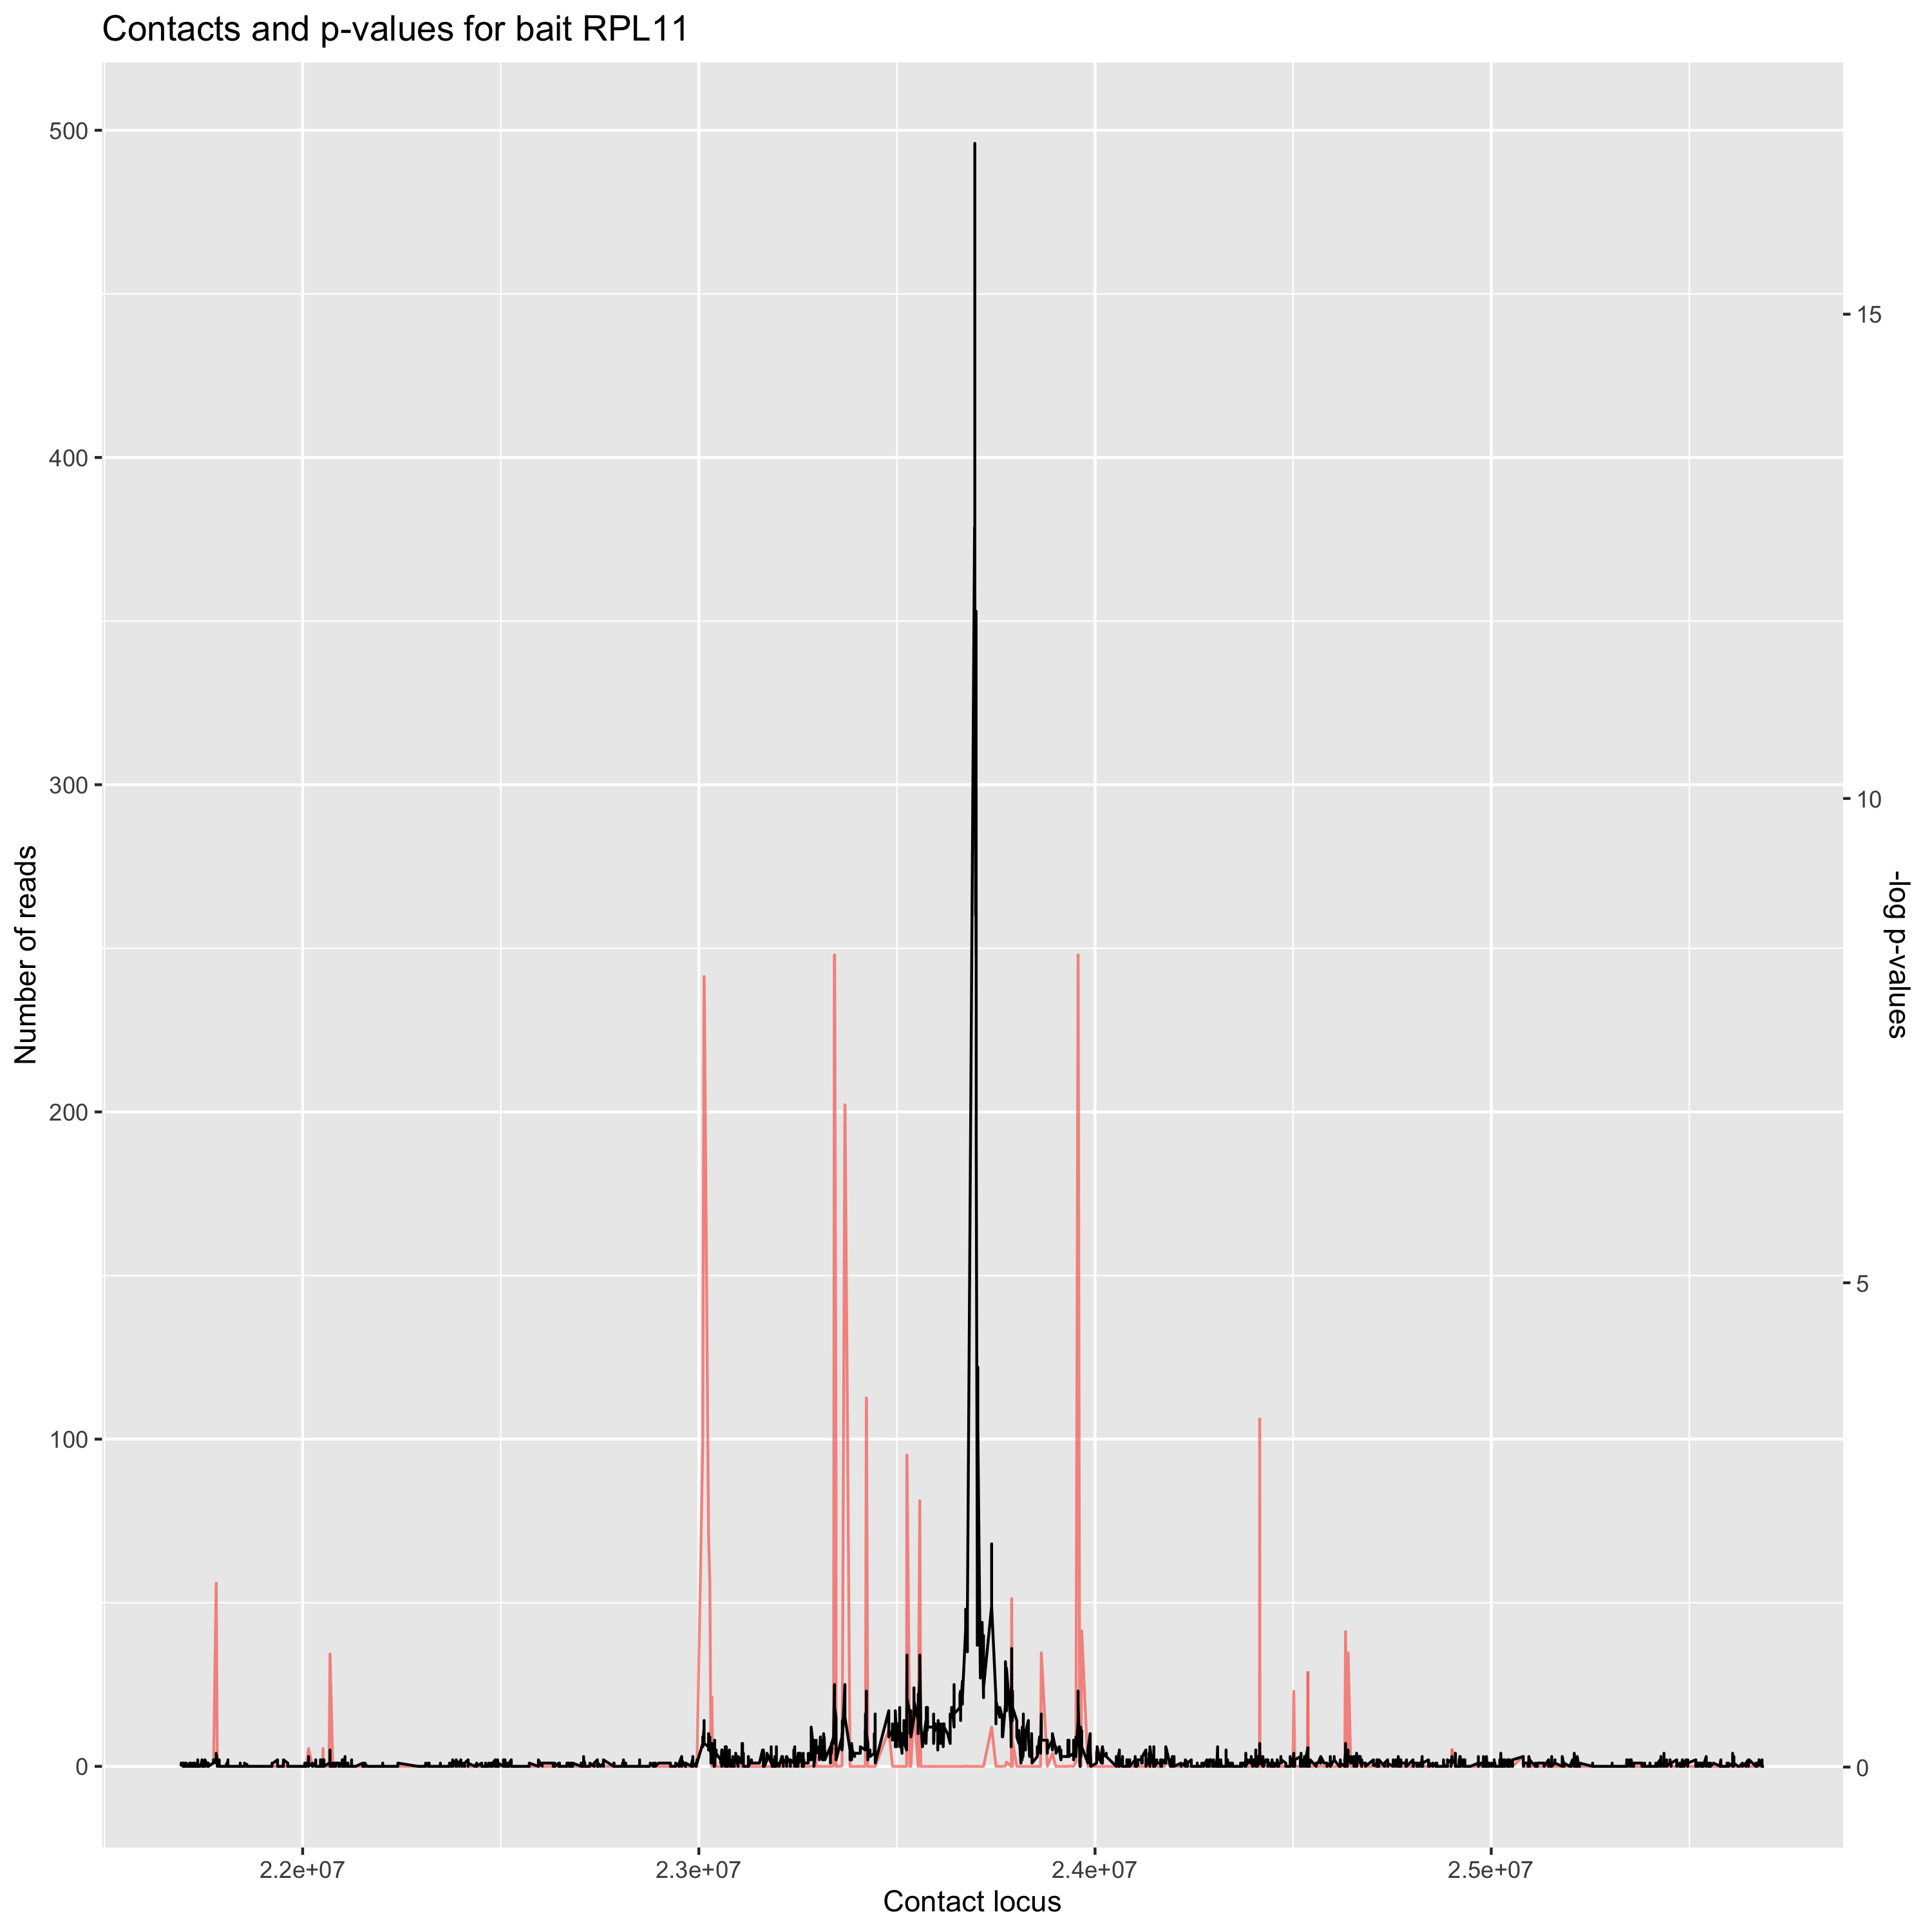 Contacts and p-values for bait RPL11
500
400
300
200
100
0
Number of reads
15
10
5
0
-log p-values
2.2e+07
2.3e+07
2.4e+07
2.5e+07
Contact locus